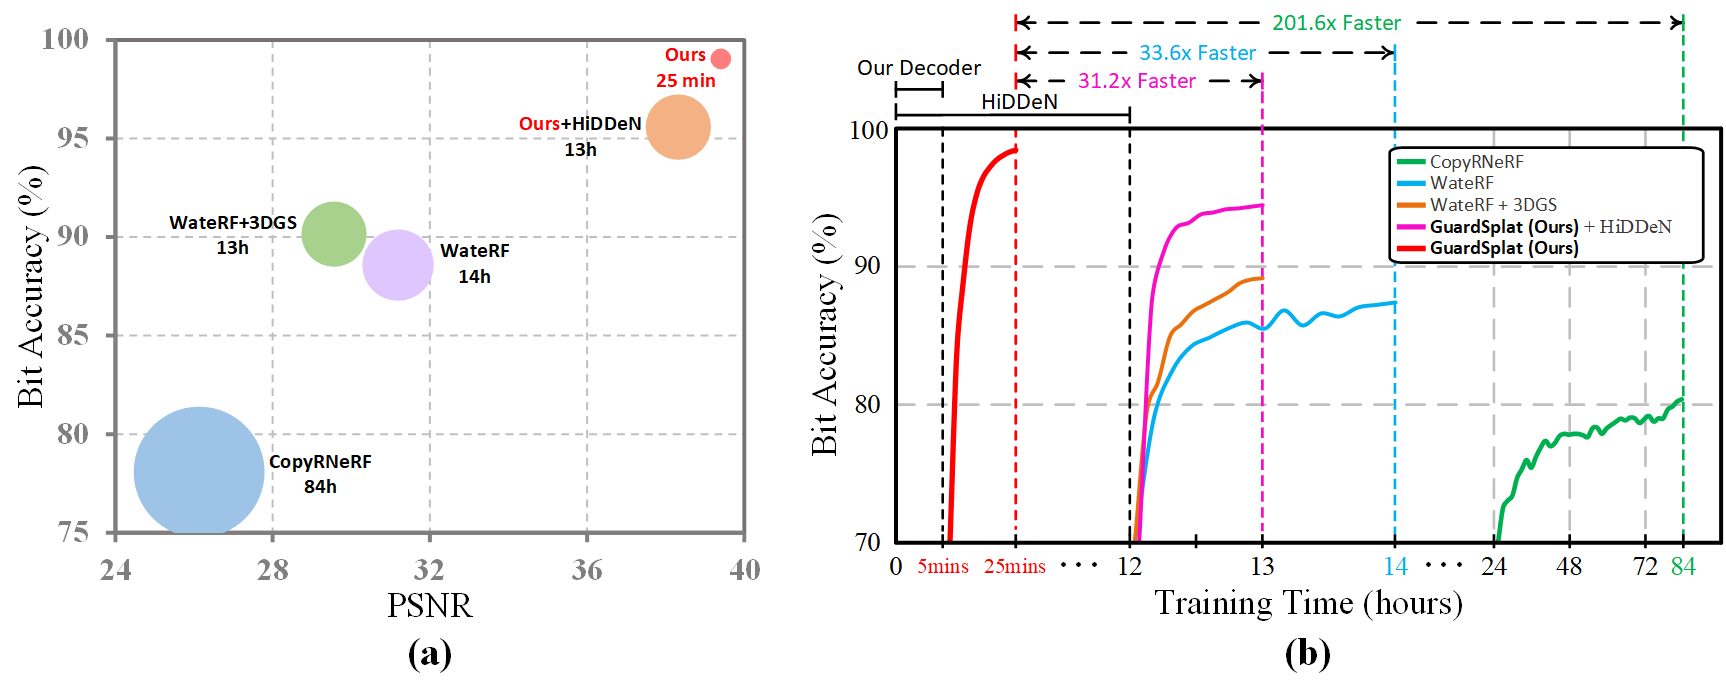 100
95
90
85
80
75
Bit Accuracy (%)
Ours
25 min
Ours+HiDDeN
13h
WateRF+3DGS
13h
WateRF
14h
CopyRNeRF
84h
24
28
32
36
40
PSNR
(a)
201.6x Faster
33.6x Faster
31.2x Faster
Our Decoder
HiDDeN
100
90
80
70
Bit Accuracy (%)
CopyRNeRF
WateRF
WateRF + 3DGS
GuardSplat (Ours) + HiDDeN
GuardSplat (Ours)
0 5mins 25mins ··· 12 13 14 ··· 24 48 72 84
Training Time (hours)
(b)